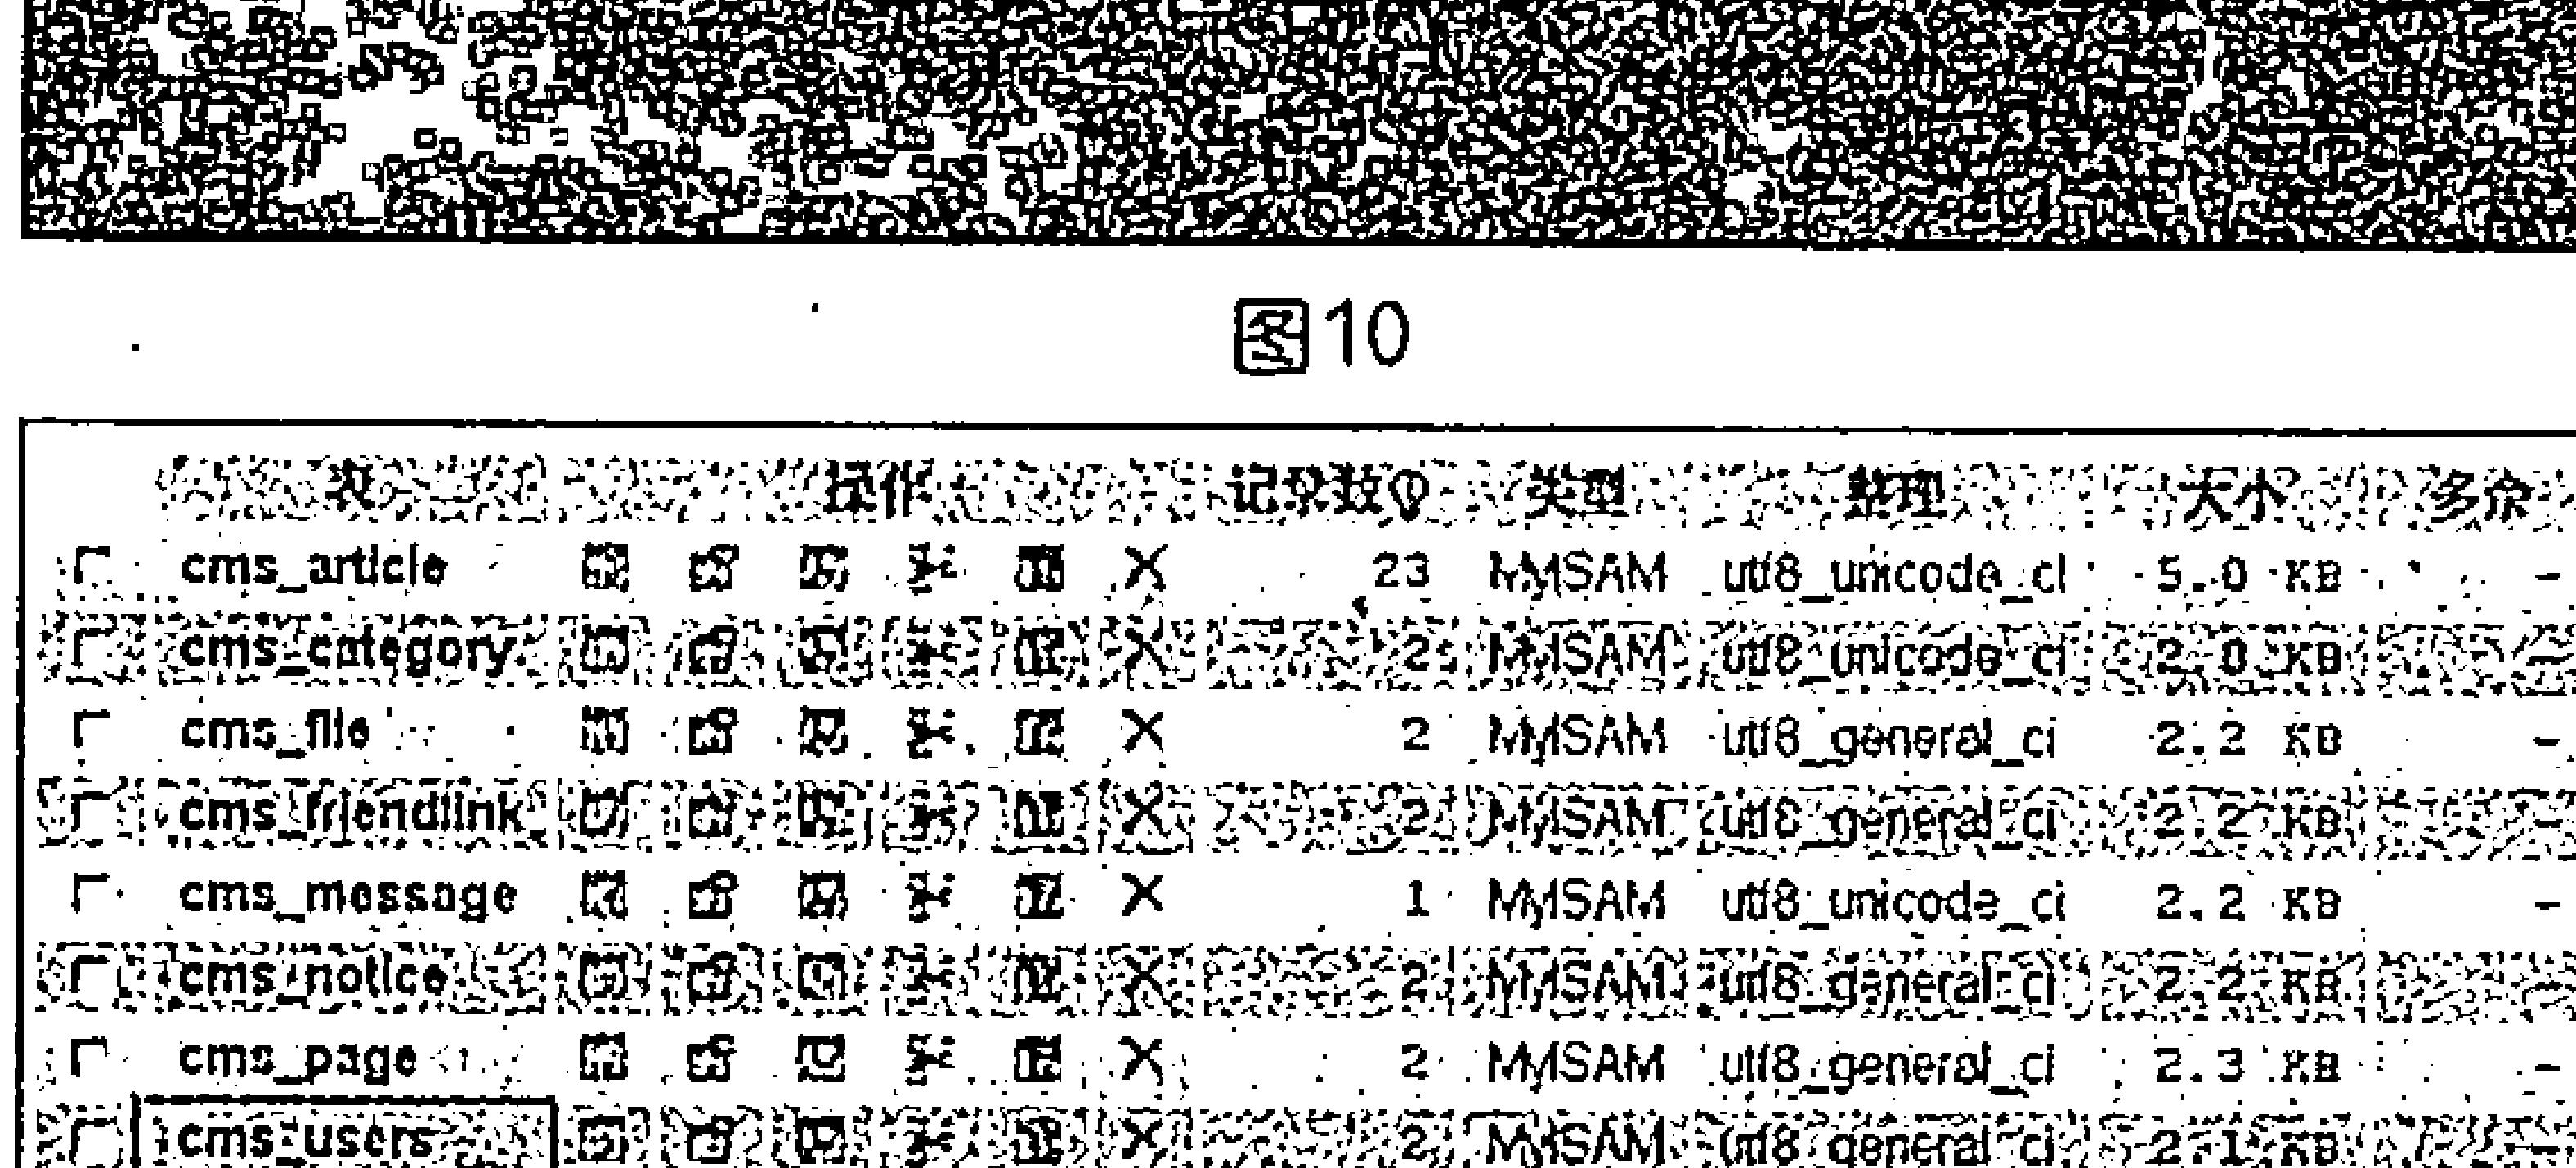 图10
表 操作 记录数 类型 整理 大小 多余
cms_article 23 MyISAM utf8_unicode_ci 5.0 KB -
cms_category 2 MyISAM utf8_unicode_ci 2.0 KB -
cms_file 2 MyISAM utf8_general_ci 2.2 KB -
cms_friendlink 2 MyISAM utf8_general_ci 2.2 KB -
cms_message 1 MyISAM utf8_unicode_ci 2.2 KB -
cms_notice 2 MyISAM utf8_general_ci 2.2 KB -
cms_page 2 MyISAM utf8_general_ci 2.3 KB -
cms_users 2 MyISAM utf8_general_ci 2.1 KB -